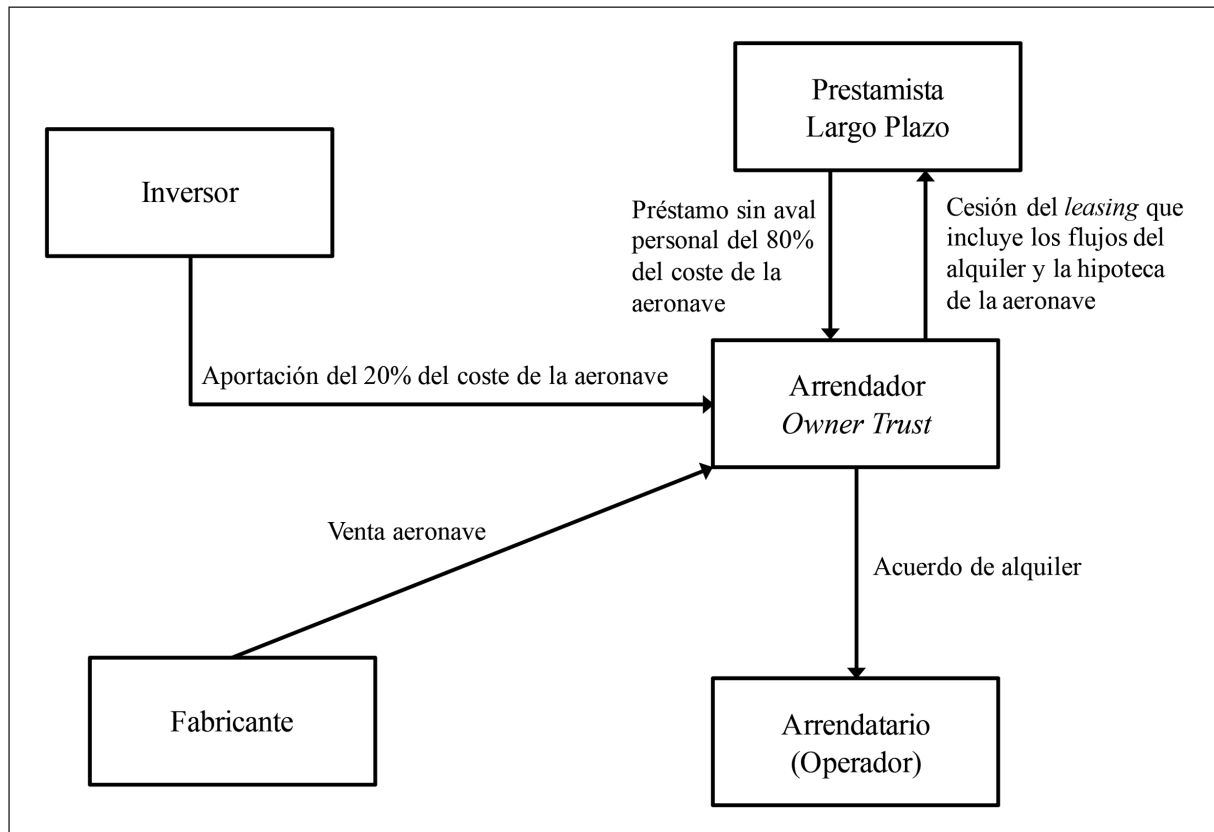 Prestamista
Largo Plazo
Inversor
Préstamo sin aval
personal del 80%
del coste de la
aeronave
Cesión del leasing que
incluye los flujos del
alquiler y la hipoteca
de la aeronave
Aportación del 20% del coste de la aeronave
Arrendador
Owner Trust
Venta aeronave
Acuerdo de alquiler
Fabricante
Arrendatario
(Operador)